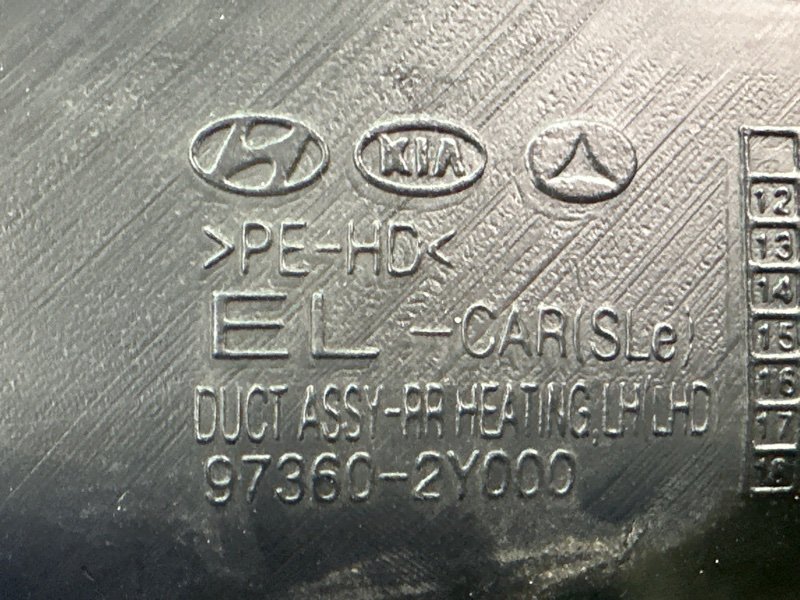 KIA
>PE-HD<
EL-CAR(SLe)
DUCT ASSY-RR HEATING,LH/LHD
97360-2Y000
12
13
14
15
16
17
18